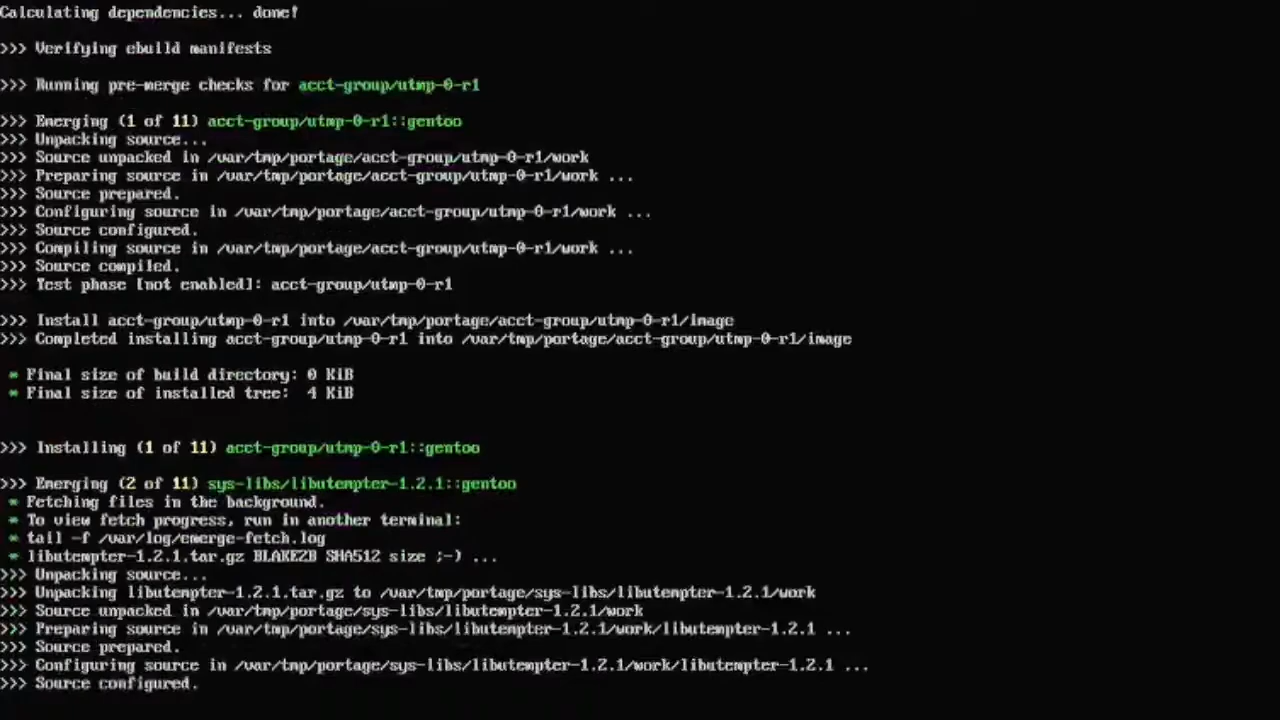 Calculating dependencies... done!
>>> Verifying ebuild manifests
>>> Running pre-merge checks for acct-group/utmp-0-r1
>>> Emerging (1 of 11) acct-group/utmp-0-r1::gentoo
>>> Unpacking source...
>>> Source unpacked in /var/tmp/portage/acct-group/utmp-0-r1/work
>>> Preparing source in /var/tmp/portage/acct-group/utmp-0-r1/work ...
>>> Source prepared.
>>> Configuring source in /var/tmp/portage/acct-group/utmp-0-r1/work ...
>>> Source configured.
>>> Compiling source in /var/tmp/portage/acct-group/utmp-0-r1/work ...
>>> Source compiled.
>>> Test phase [not enabled]: acct-group/utmp-0-r1
>>> Install acct-group/utmp-0-r1 into /var/tmp/portage/acct-group/utmp-0-r1/image
>>> Completed installing acct-group/utmp-0-r1 into /var/tmp/portage/acct-group/utmp-0-r1/image
* Final size of build directory: 0 KiB
* Final size of installed tree:  4 KiB
>>> Installing (1 of 11) acct-group/utmp-0-r1::gentoo
>>> Emerging (2 of 11) sys-libs/libutempter-1.2.1::gentoo
* Fetching files in the background.
* To view fetch progress, run in another terminal:
* tail -f /var/log/emerge-fetch.log
* libutempter-1.2.1.tar.gz BLAKE2B SHA512 size ;-) ...
>>> Unpacking source...
>>> Unpacking libutempter-1.2.1.tar.gz to /var/tmp/portage/sys-libs/libutempter-1.2.1/work
>>> Source unpacked in /var/tmp/portage/sys-libs/libutempter-1.2.1/work
>>> Preparing source in /var/tmp/portage/sys-libs/libutempter-1.2.1/work/libutempter-1.2.1 ...
>>> Source prepared.
>>> Configuring source in /var/tmp/portage/sys-libs/libutempter-1.2.1/work/libutempter-1.2.1 ...
>>> Source configured.